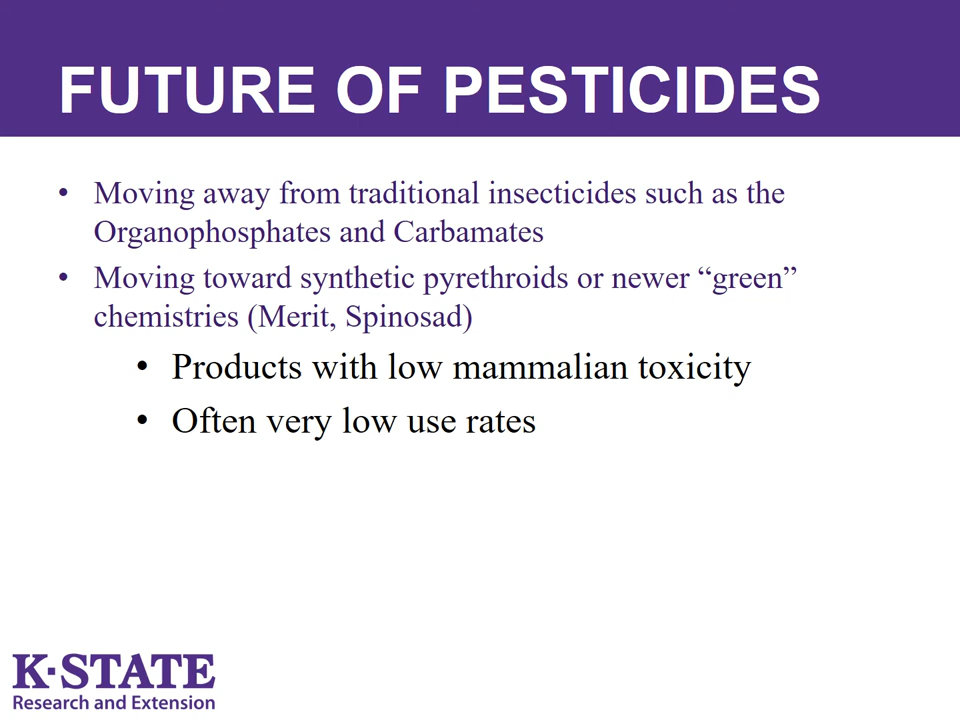 FUTURE OF PESTICIDES
• Moving away from traditional insecticides such as the
Organophosphates and Carbamates
• Moving toward synthetic pyrethroids or newer “green”
chemistries (Merit, Spinosad)
• Products with low mammalian toxicity
• Often very low use rates
K·STATE
Research and Extension